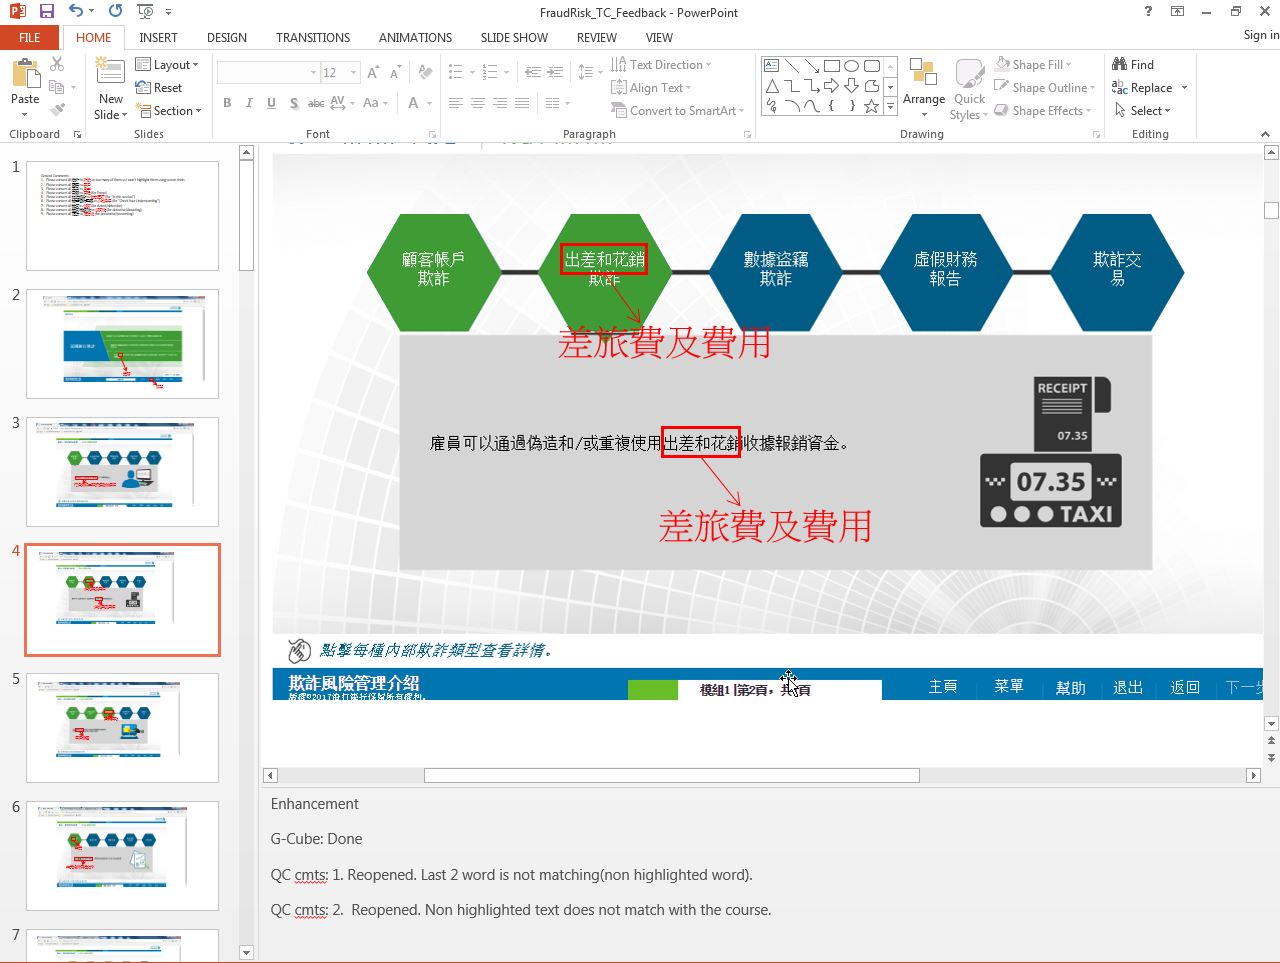 FraudRisk_TC_Feedback - PowerPoint
FILE
HOME
INSERT
DESIGN
TRANSITIONS
ANIMATIONS
SLIDE SHOW
REVIEW
VIEW
Sign in
Paste
New
Slide
Layout
Reset
Section
12
B I U S abc AV Aa A
Text Direction
Align Text
Convert to SmartArt
Arrange
Quick
Styles
Shape Fill
Shape Outline
Shape Effects
Find
Replace
Select
Clipboard
Slides
Font
Paragraph
Drawing
Editing
1
2
3
4
5
6
7
顧客帳戶
欺詐
出差和花銷
欺詐
數據盜竊
欺詐
虛假財務
報告
欺詐交
易
差旅費及費用
雇員可以通過偽造和/或重複使用出差和花銷收據報銷資金。
差旅費及費用
RECEIPT
07.35
07.35
TAXI
點擊每種內部欺詐類型查看詳情。
欺詐風險管理介紹
模組1 |第2頁，共
頁
主頁
菜單
幫助
退出
返回
下一步
Enhancement
G-Cube: Done
QC cmts: 1. Reopened. Last 2 word is not matching(non highlighted word).
QC cmts: 2.  Reopened. Non highlighted text does not match with the course.